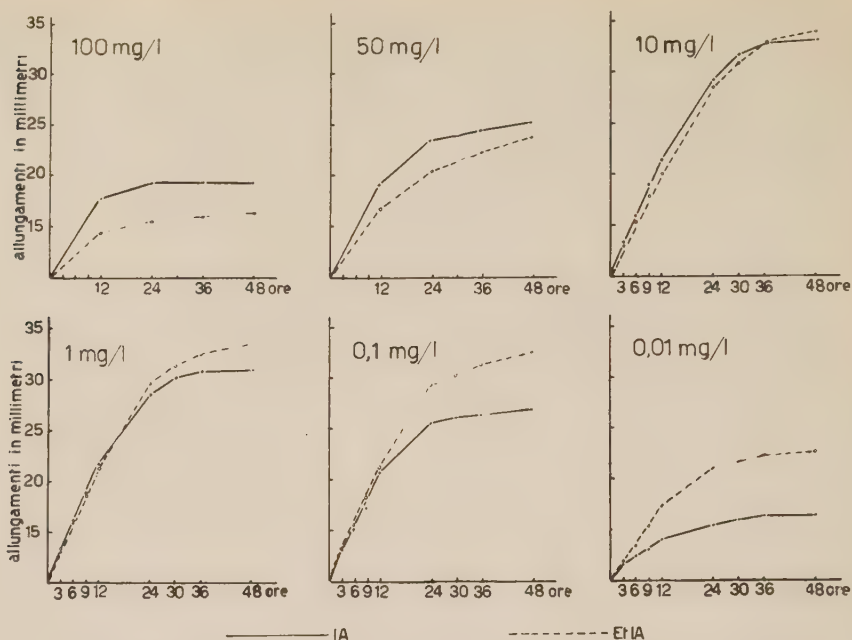 allungamenti in millimetri
35
30
25
20
15
100 mg/l
12 24 36 48 ore
50 mg/l
12 24 36 48 ore
10 mg/l
3 6 9 12 24 30 36 48 ore
allungamenti in millimetri
35
30
25
20
15
1 mg/l
3 6 9 12 24 30 36 48 ore
0,1 mg/l
3 6 9 12 24 30 36 48 ore
0,01 mg/l
3 6 9 12 24 30 36 48 ore
IA
EtIA